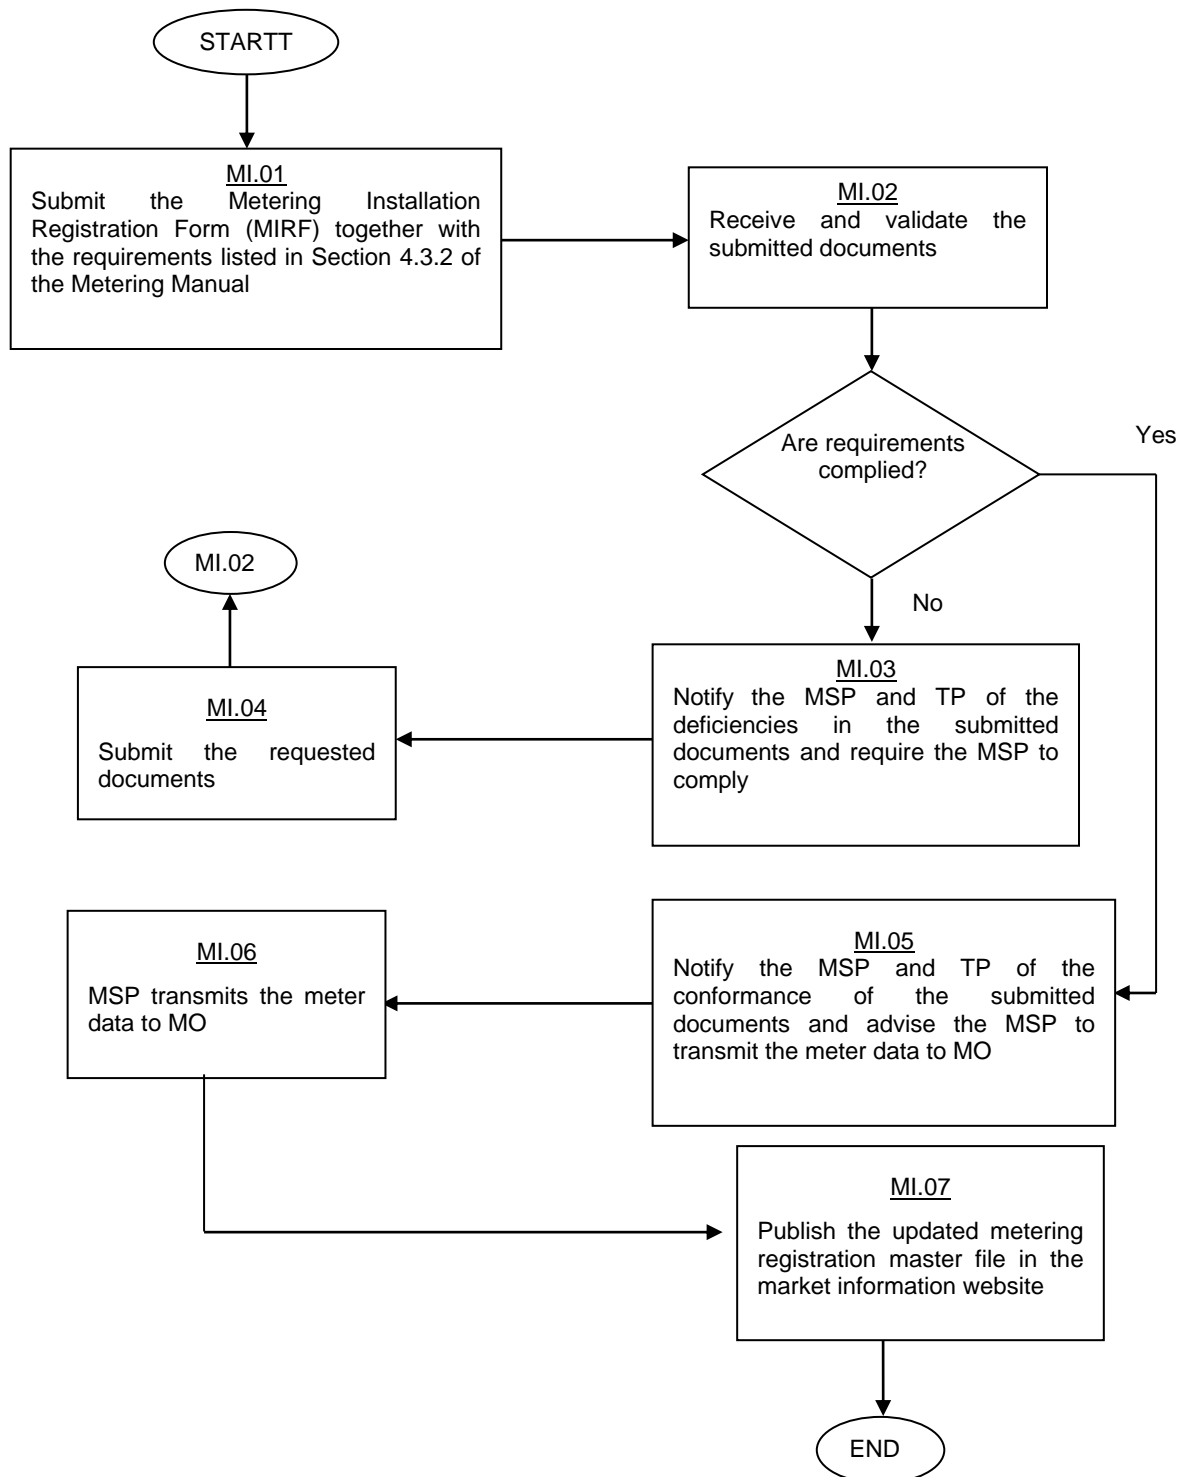 STARTT
MI.01
Submit the Metering Installation
Registration Form (MIRF) together with
the requirements listed in Section 4.3.2 of
the Metering Manual
MI.02
Receive and validate the
submitted documents
Are requirements
complied?
Yes
No
MI.02
MI.03
Notify the MSP and TP of the
deficiencies in the submitted
documents and require the MSP to
comply
MI.04
Submit the requested
documents
MI.05
Notify the MSP and TP of the
conformance of the submitted
documents and advise the MSP to
transmit the meter data to MO
MI.06
MSP transmits the meter
data to MO
MI.07
Publish the updated metering
registration master file in the
market information website
END